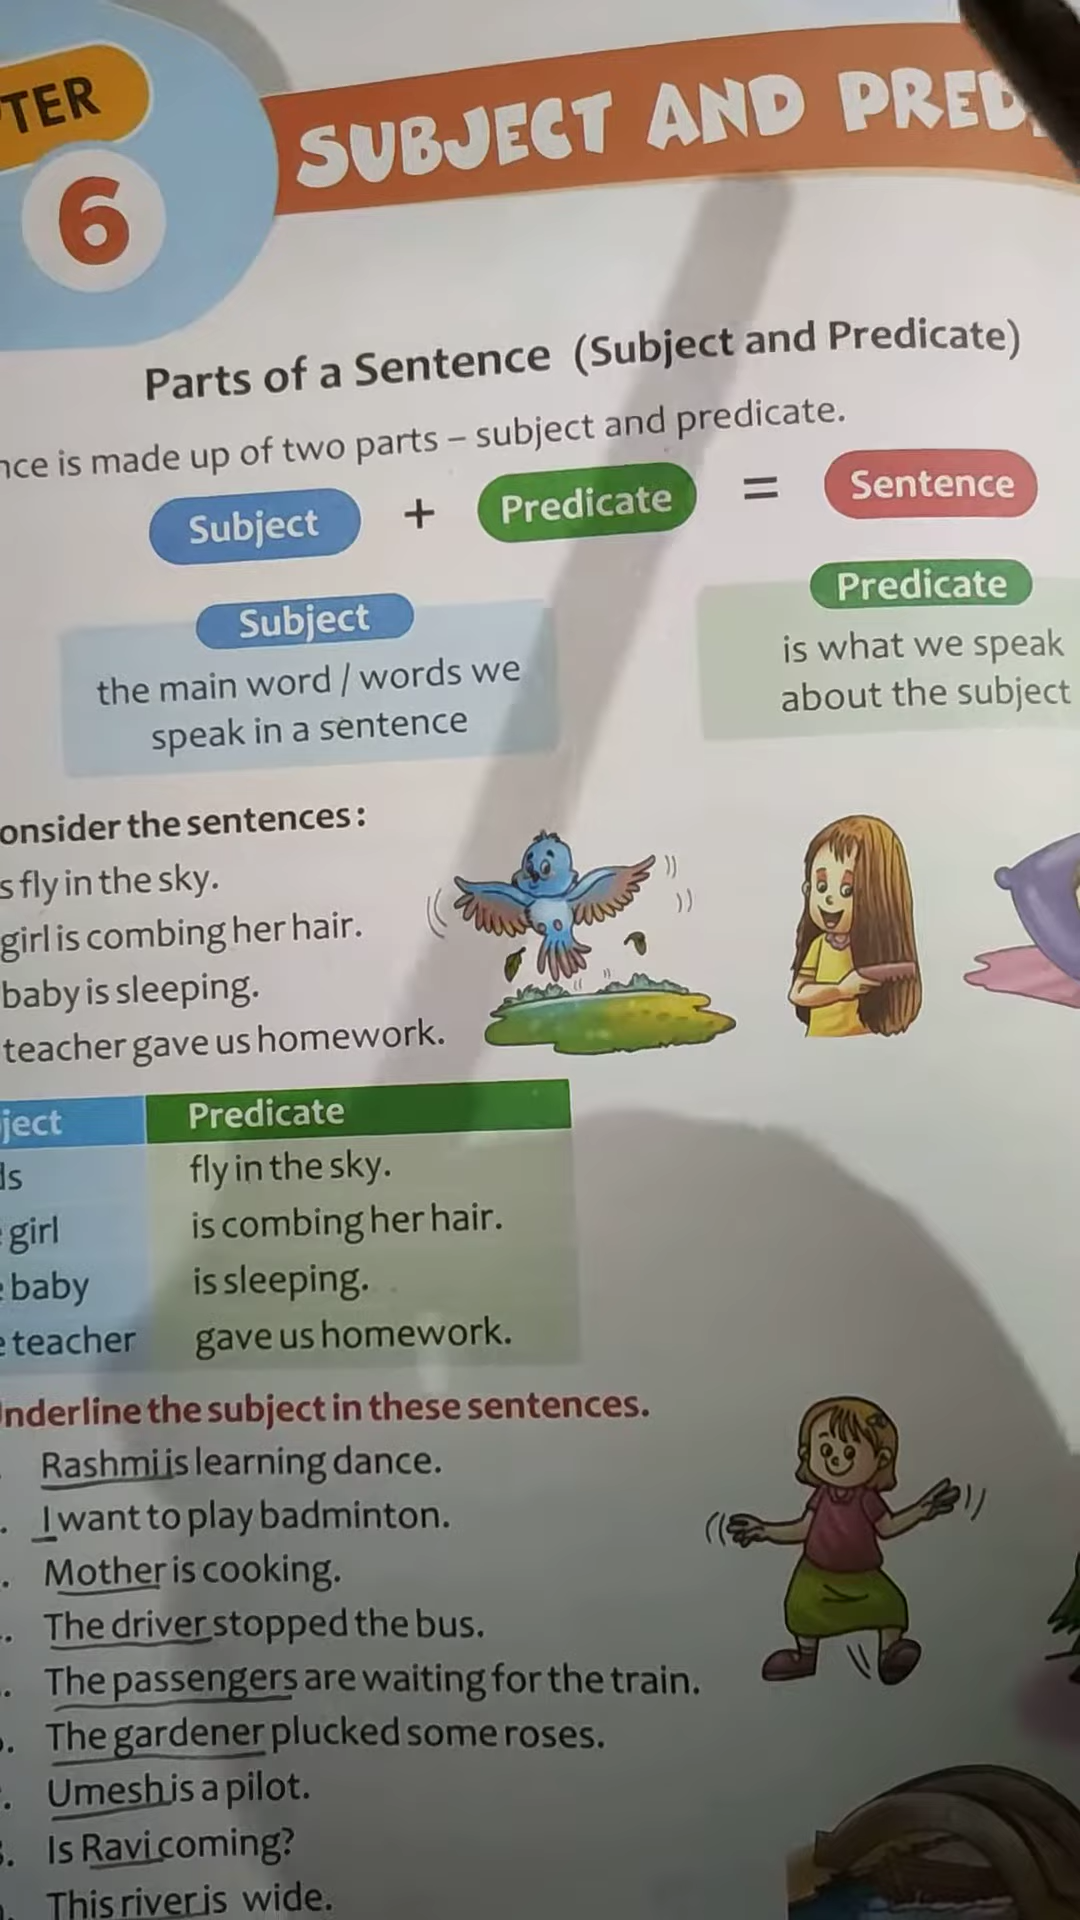 TER
6
SUBJECT AND PRED
Parts of a Sentence (Subject and Predicate)
nce is made up of two parts – subject and predicate.
Subject + Predicate = Sentence
Subject
the main word / words we
speak in a sentence
Predicate
is what we speak
about the subject
onsider the sentences:
s fly in the sky.
girl is combing her hair.
baby is sleeping.
teacher gave us homework.
ject Predicate
ds fly in the sky.
e girl is combing her hair.
e baby is sleeping.
e teacher gave us homework.
nderline the subject in these sentences.
. Rashmi is learning dance.
. I want to play badminton.
. Mother is cooking.
. The driver stopped the bus.
. The passengers are waiting for the train.
. The gardener plucked some roses.
. Umesh is a pilot.
. Is Ravi coming?
. This river is wide.